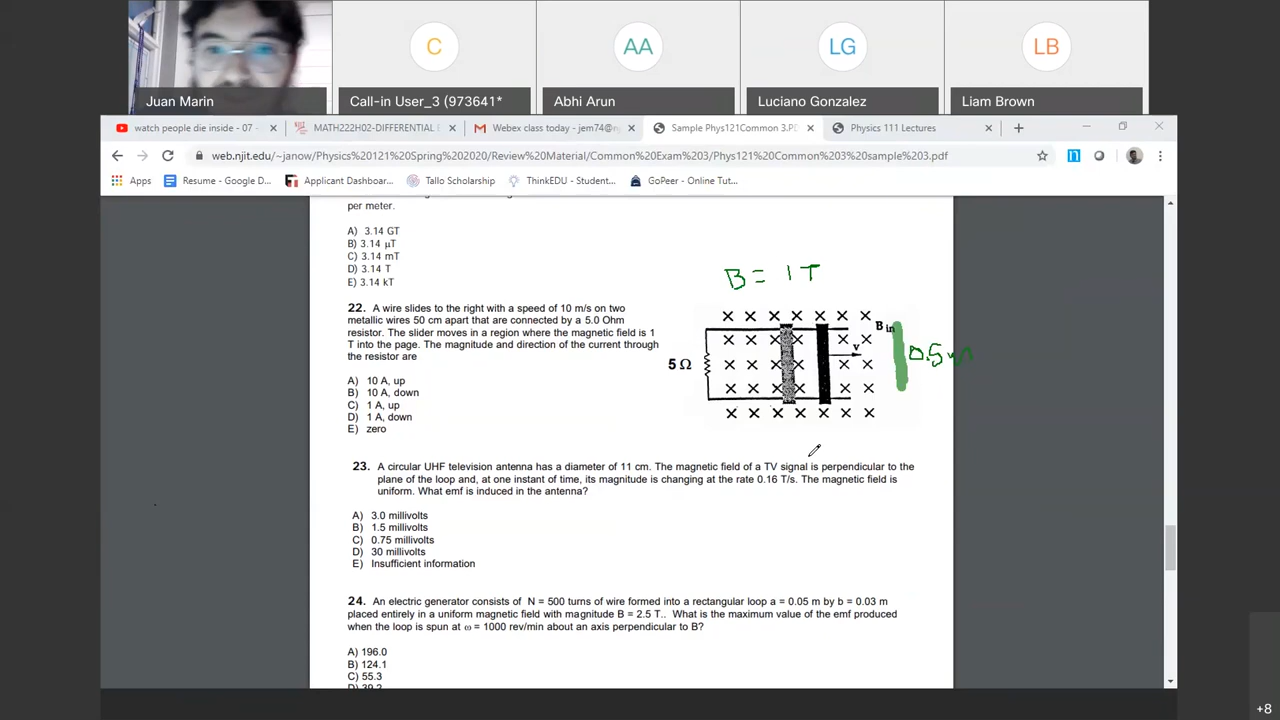 C
AA
LG
LB
Juan Marin
Call-in User_3 (973641*
Abhi Arun
Luciano Gonzalez
Liam Brown
watch people die inside - 07 -
MATH222H02-DIFFERENTIAL E
Webex class today - jem74@nj
Sample Phys121Common 3.PD
Physics 111 Lectures
web.njit.edu/~janow/Physics%20121%20Spring%202020/Review%20Material/Common%20Exam%203/Phys121%20Common%203%20sample%203.pdf
Apps
Resume - Google D...
Applicant Dashboar...
Tallo Scholarship
ThinkEDU - Student...
GoPeer - Online Tut...
per meter.
A) 3.14 GT
B) 3.14 μT
C) 3.14 mT
D) 3.14 T
E) 3.14 kT
B = 1 T
22. A wire slides to the right with a speed of 10 m/s on two
metallic wires 50 cm apart that are connected by a 5.0 Ohm
resistor. The slider moves in a region where the magnetic field is 1
T into the page. The magnitude and direction of the current through
the resistor are
A) 10 A, up
B) 10 A, down
C) 1 A, up
D) 1 A, down
E) zero
B in
v
5 Ω
0.5 m
23. A circular UHF television antenna has a diameter of 11 cm. The magnetic field of a TV signal is perpendicular to the
plane of the loop and, at one instant of time, its magnitude is changing at the rate 0.16 T/s. The magnetic field is
uniform. What emf is induced in the antenna?
A) 3.0 millivolts
B) 1.5 millivolts
C) 0.75 millivolts
D) 30 millivolts
E) Insufficient information
24. An electric generator consists of N = 500 turns of wire formed into a rectangular loop a = 0.05 m by b = 0.03 m
placed entirely in a uniform magnetic field with magnitude B = 2.5 T.. What is the maximum value of the emf produced
when the loop is spun at ω = 1000 rev/min about an axis perpendicular to B?
A) 196.0
B) 124.1
C) 55.3
D) 39.2
+8